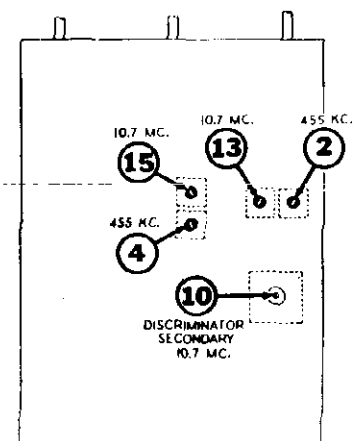 10.7 MC.
15
10.7 MC.
13
455 KC.
2
455 KC.
4
10
DISCRIMINATOR
SECONDARY
10.7 MC.